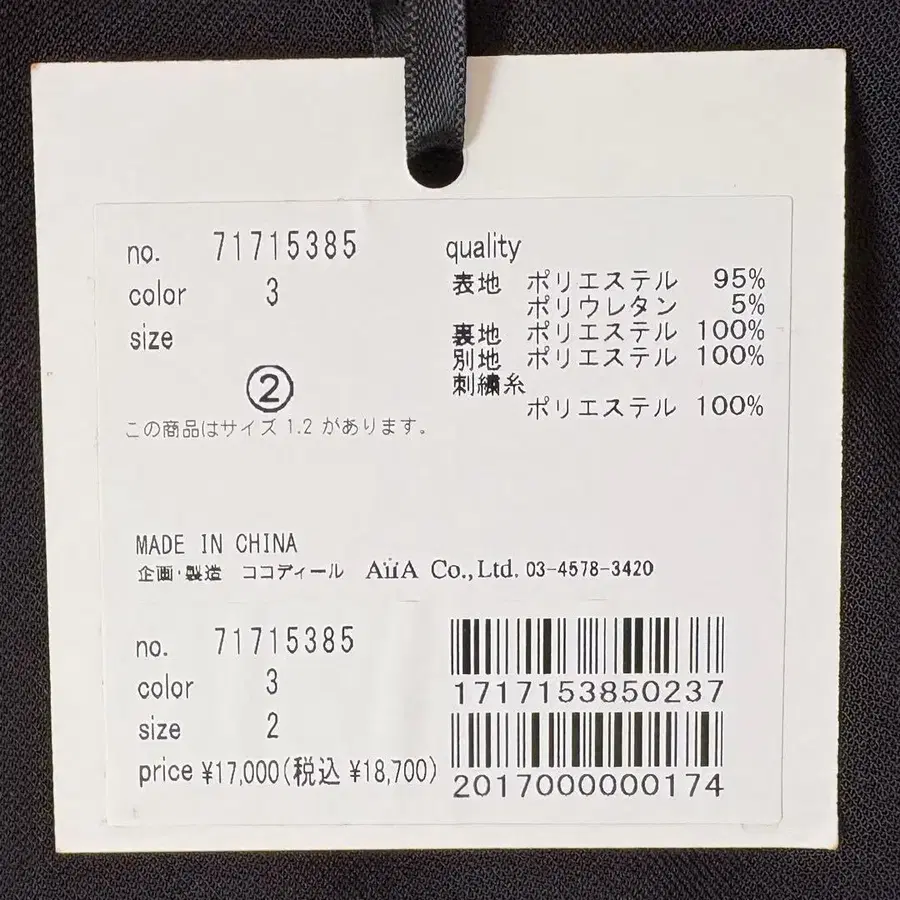 no. 71715385
color 3
size
②
この商品はサイズ 1.2 があります。
quality
表地 ポリエステル 95%
ポリウレタン 5%
裏地 ポリエステル 100%
別地 ポリエステル 100%
刺繍糸
ポリエステル 100%
MADE IN CHINA
企画・製造 ココディール AïïA Co.,Ltd. 03-4578-3420
no. 71715385
color 3
size 2
price ¥17,000(税込 ¥18,700)
1717153850237
2017000000174